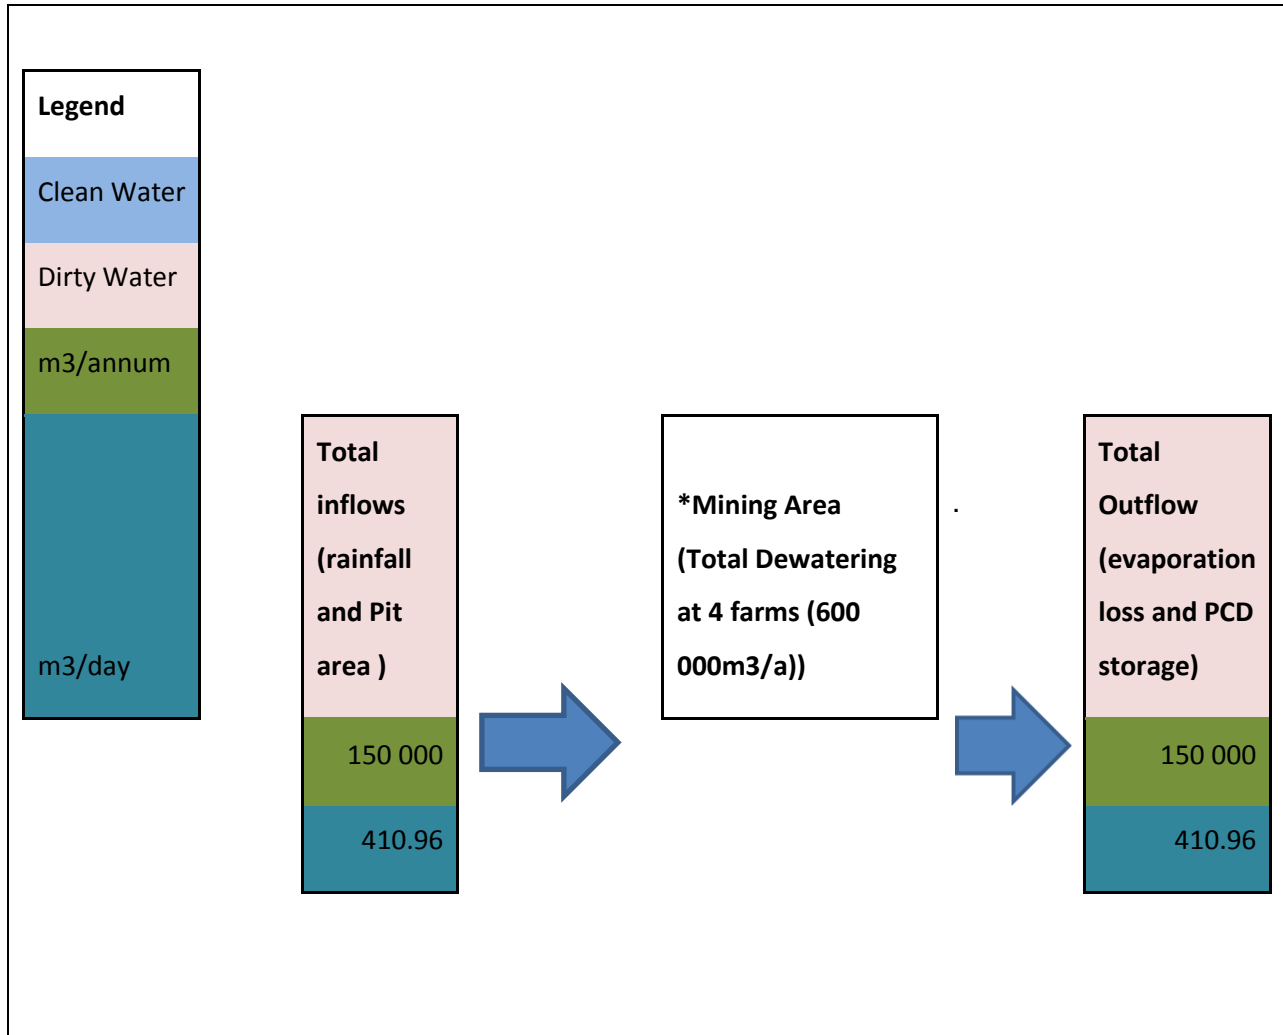 Legend
Clean Water
Dirty Water
m3/annum
m3/day
Total
inflows
(rainfall
and Pit
area )
150 000
410.96
*Mining Area
(Total Dewatering
at 4 farms (600
000m3/a))
.
Total
Outflow
(evaporation
loss and PCD
storage)
150 000
410.96